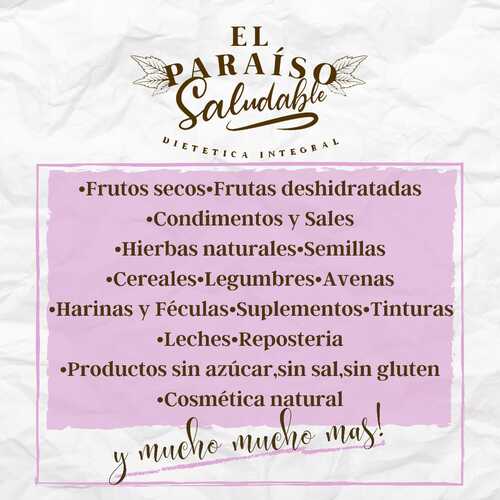 EL
PARAÍSO
Saludable
DIETETICA INTEGRAL
•Frutos secos•Frutas deshidratadas
•Condimentos y Sales
•Hierbas naturales•Semillas
•Cereales•Legumbres•Avenas
•Harinas y Féculas•Suplementos•Tinturas
•Leches•Reposteria
•Productos sin azúcar,sin sal,sin gluten
•Cosmética natural
y mucho mucho mas!